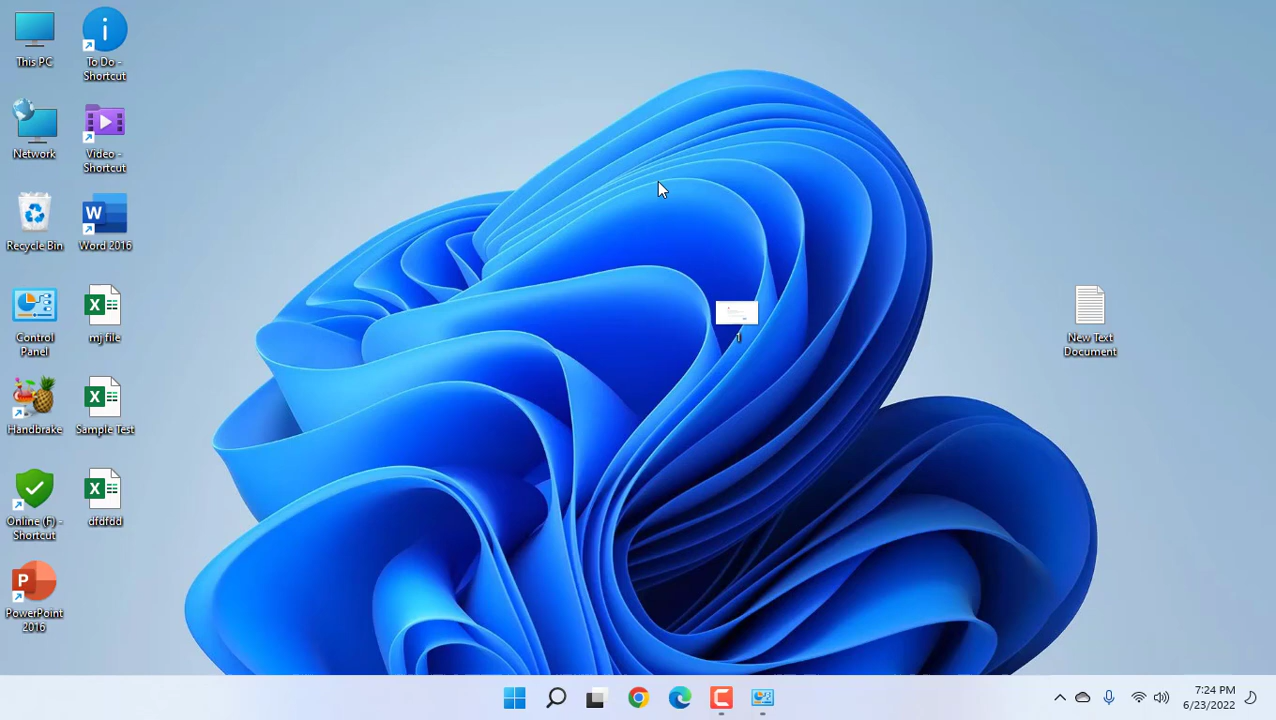 This PC
To Do -
Shortcut
Network
Video -
Shortcut
Recycle Bin
Word 2016
Control
Panel
mj file
Handbrake
Sample Test
Online (F) -
Shortcut
dfdfdd
PowerPoint
2016
1
New Text
Document
7:24 PM
6/23/2022